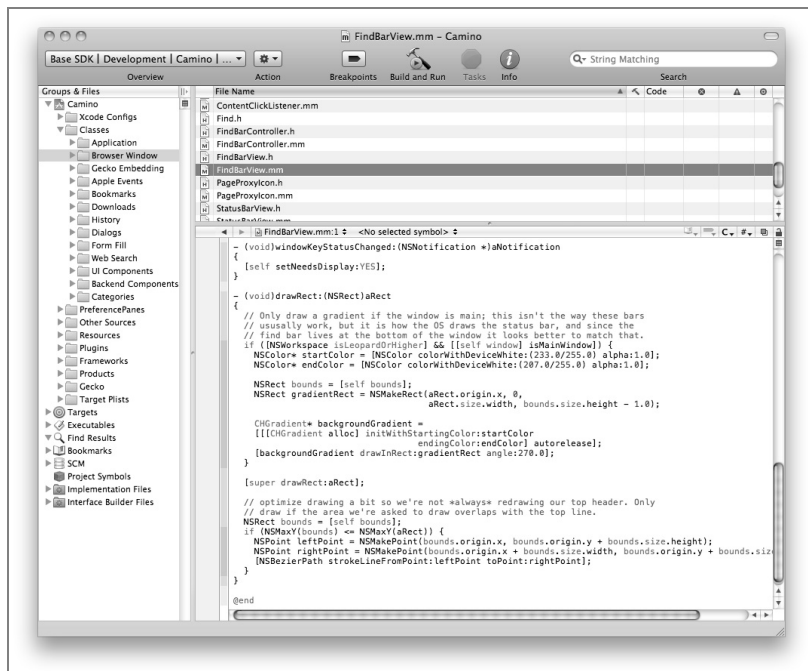 FindBarView.mm – Camino
Base SDK | Development | Camino | ...
String Matching
Overview
Action
Breakpoints
Build and Run
Tasks
Info
Search
Groups & Files
Camino
Xcode Configs
Classes
Application
Browser Window
Gecko Embedding
Apple Events
Bookmarks
Downloads
History
Dialogs
Form Fill
Web Search
UI Components
Backend Components
Categories
PreferencePanes
Other Sources
Resources
Plugins
Frameworks
Products
Gecko
Target Plists
Targets
Executables
Find Results
Bookmarks
SCM
Project Symbols
Implementation Files
Interface Builder Files
File Name
Code
ContentClickListener.mm
Find.h
FindBarController.h
FindBarController.mm
FindBarView.h
FindBarView.mm
PageProxyIcon.h
PageProxyIcon.mm
StatusBarView.h
StatusBarView.mm
FindBarView.mm:1 <No selected symbol> C #
- (void)windowKeyStatusChanged:(NSNotification *)aNotification
{
[self setNeedsDisplay:YES];
}
- (void)drawRect:(NSRect)aRect
{
// Only draw a gradient if the window is main; this isn't the way these bars
// ususally work, but it is how the OS draws the status bar, and since the
// find bar lives at the bottom of the window it looks better to match that.
if ([NSWorkspace isLeopardOrHigher] && [[self window] isMainWindow]) {
NSColor* startColor = [NSColor colorWithDeviceWhite:(233.0/255.0) alpha:1.0];
NSColor* endColor = [NSColor colorWithDeviceWhite:(207.0/255.0) alpha:1.0];
NSRect bounds = [self bounds];
NSRect gradientRect = NSMakeRect(aRect.origin.x, 0,
aRect.size.width, bounds.size.height - 1.0);
CHGradient* backgroundGradient =
[[[CHGradient alloc] initWithStartingColor:startColor
endingColor:endColor] autorelease];
[backgroundGradient drawInRect:gradientRect angle:270.0];
}
[super drawRect:aRect];
// optimize drawing a bit so we're not *always* redrawing our top header. Only
// draw if the area we're asked to draw overlaps with the top line.
NSRect bounds = [self bounds];
if (NSMaxY(bounds) <= NSMaxY(aRect)) {
NSPoint leftPoint = NSMakePoint(bounds.origin.x, bounds.origin.y + bounds.size.height);
NSPoint rightPoint = NSMakePoint(bounds.origin.x + bounds.size.width, bounds.origin.y + bounds.size
[NSBezierPath strokeLineFromPoint:leftPoint toPoint:rightPoint];
}
}
@end